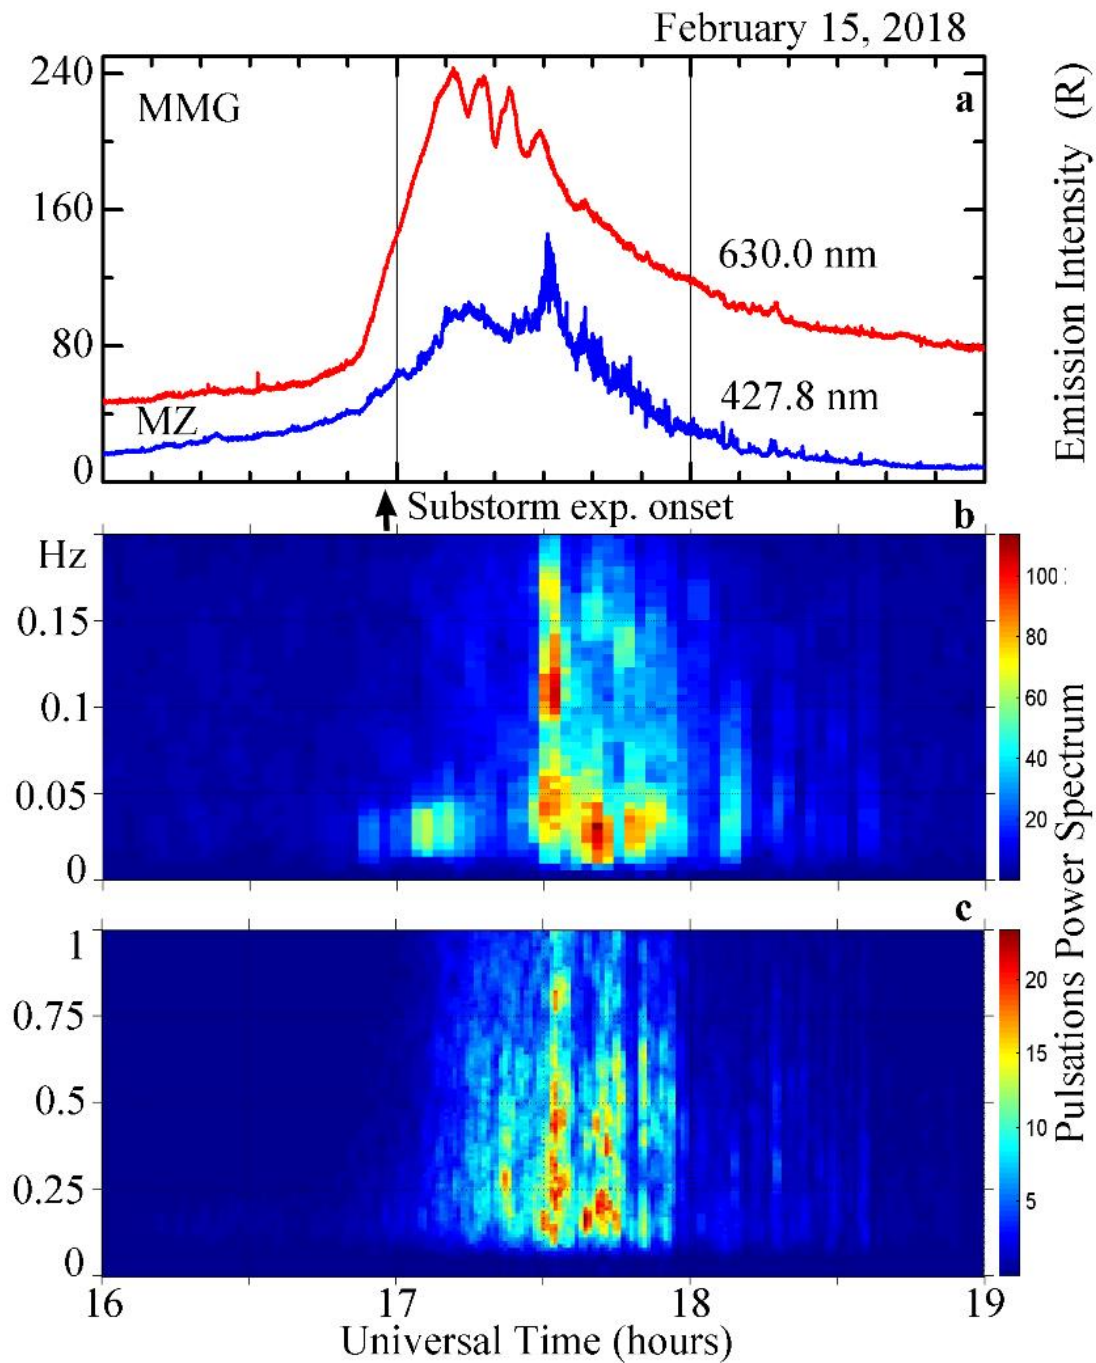 February 15, 2018
240
MMG
a
160
630.0 nm
80
427.8 nm
MZ
0
Emission Intensity (R)
Substorm exp. onset
b
Hz
0.15
0.1
0.05
0
100
80
60
40
20
c
1
0.75
0.5
0.25
0
20
15
10
5
Pulsations Power Spectrum
16
17
18
19
Universal Time (hours)